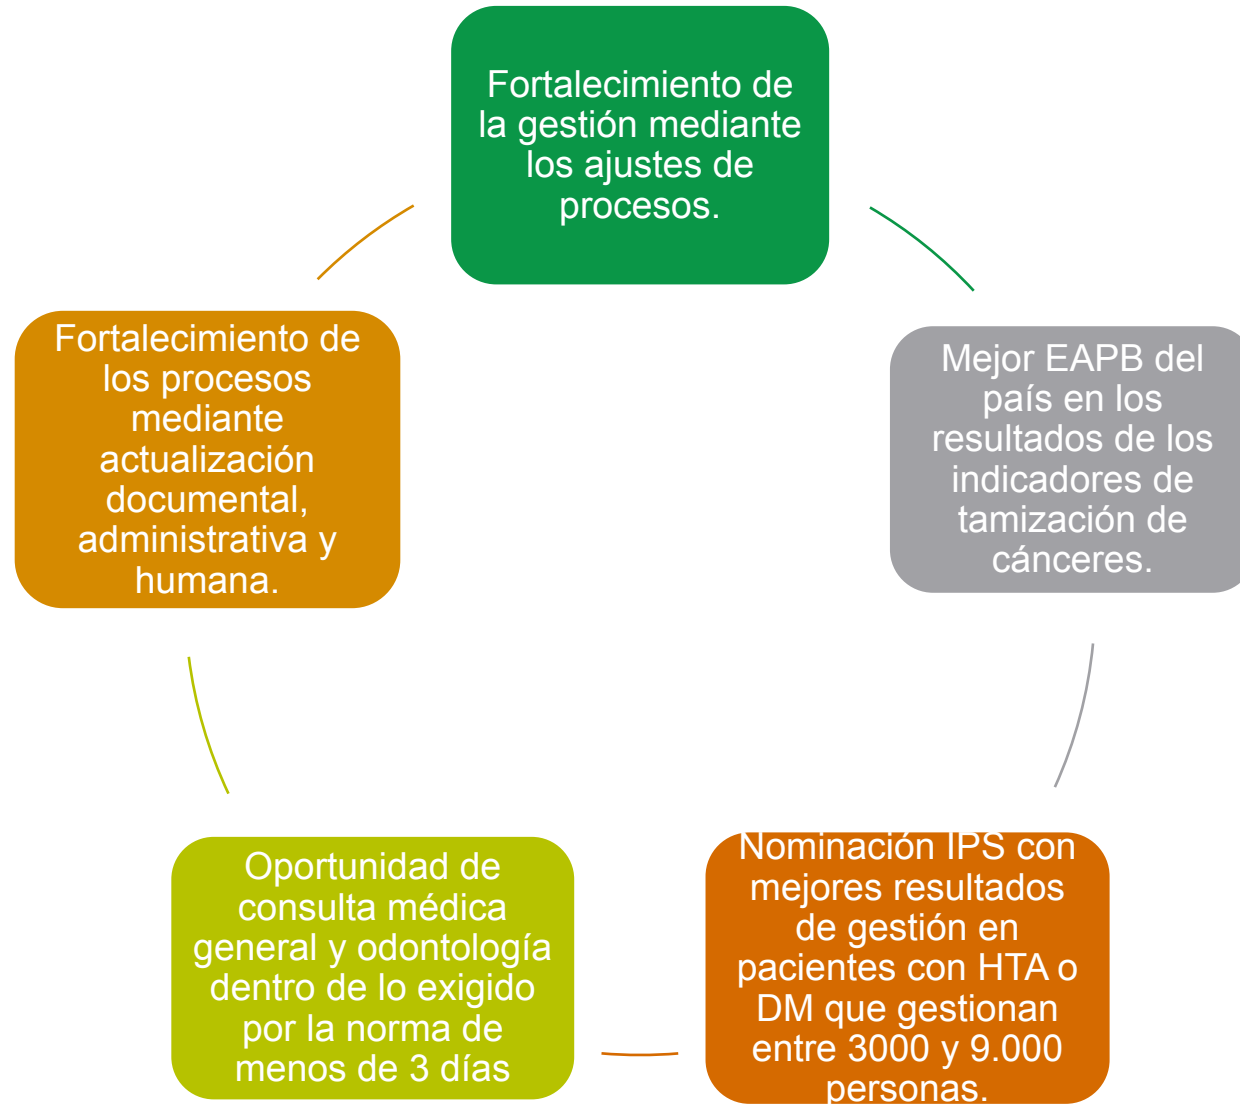 Fortalecimiento de
la gestión mediante
los ajustes de
procesos.
Mejor EAPB del
país en los
resultados de los
indicadores de
tamización de
cánceres.
Nominación IPS con
mejores resultados
de gestión en
pacientes con HTA o
DM que gestionan
entre 3000 y 9.000
personas.
Oportunidad de
consulta médica
general y odontología
dentro de lo exigido
por la norma de
menos de 3 días
Fortalecimiento de
los procesos
mediante
actualización
documental,
administrativa y
humana.